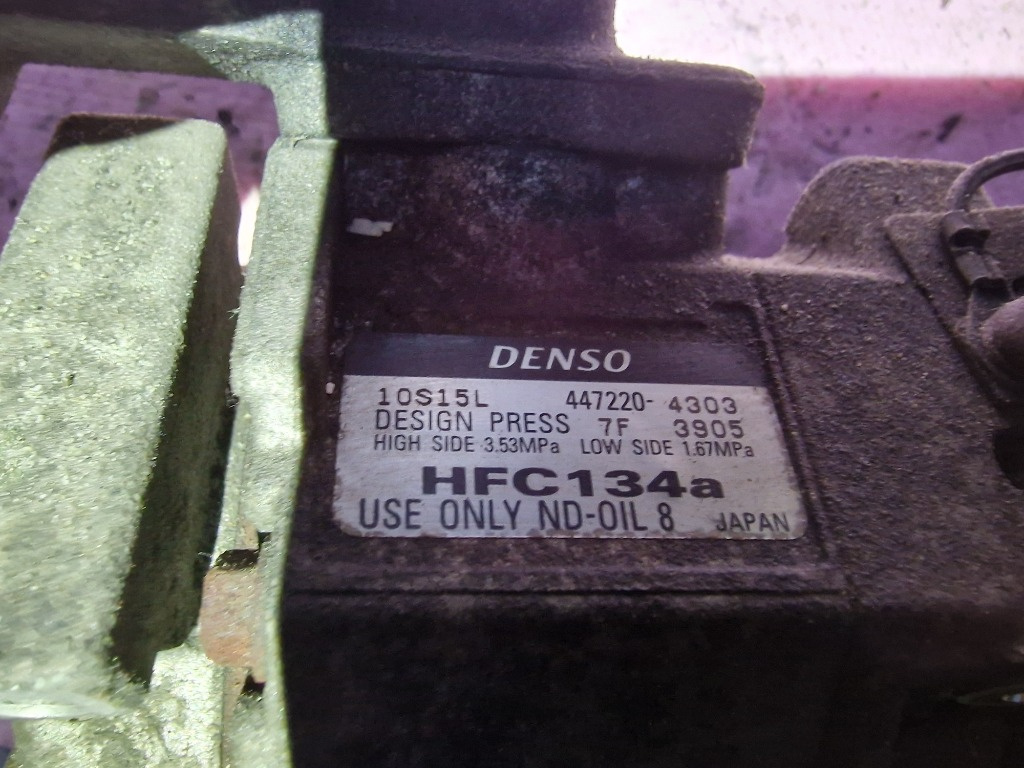 DENSO
10S15L 447220-4303
DESIGN PRESS 7F 3905
HIGH SIDE 3.53MPa LOW SIDE 1.67MPa
HFC134a
USE ONLY ND-OIL 8 JAPAN